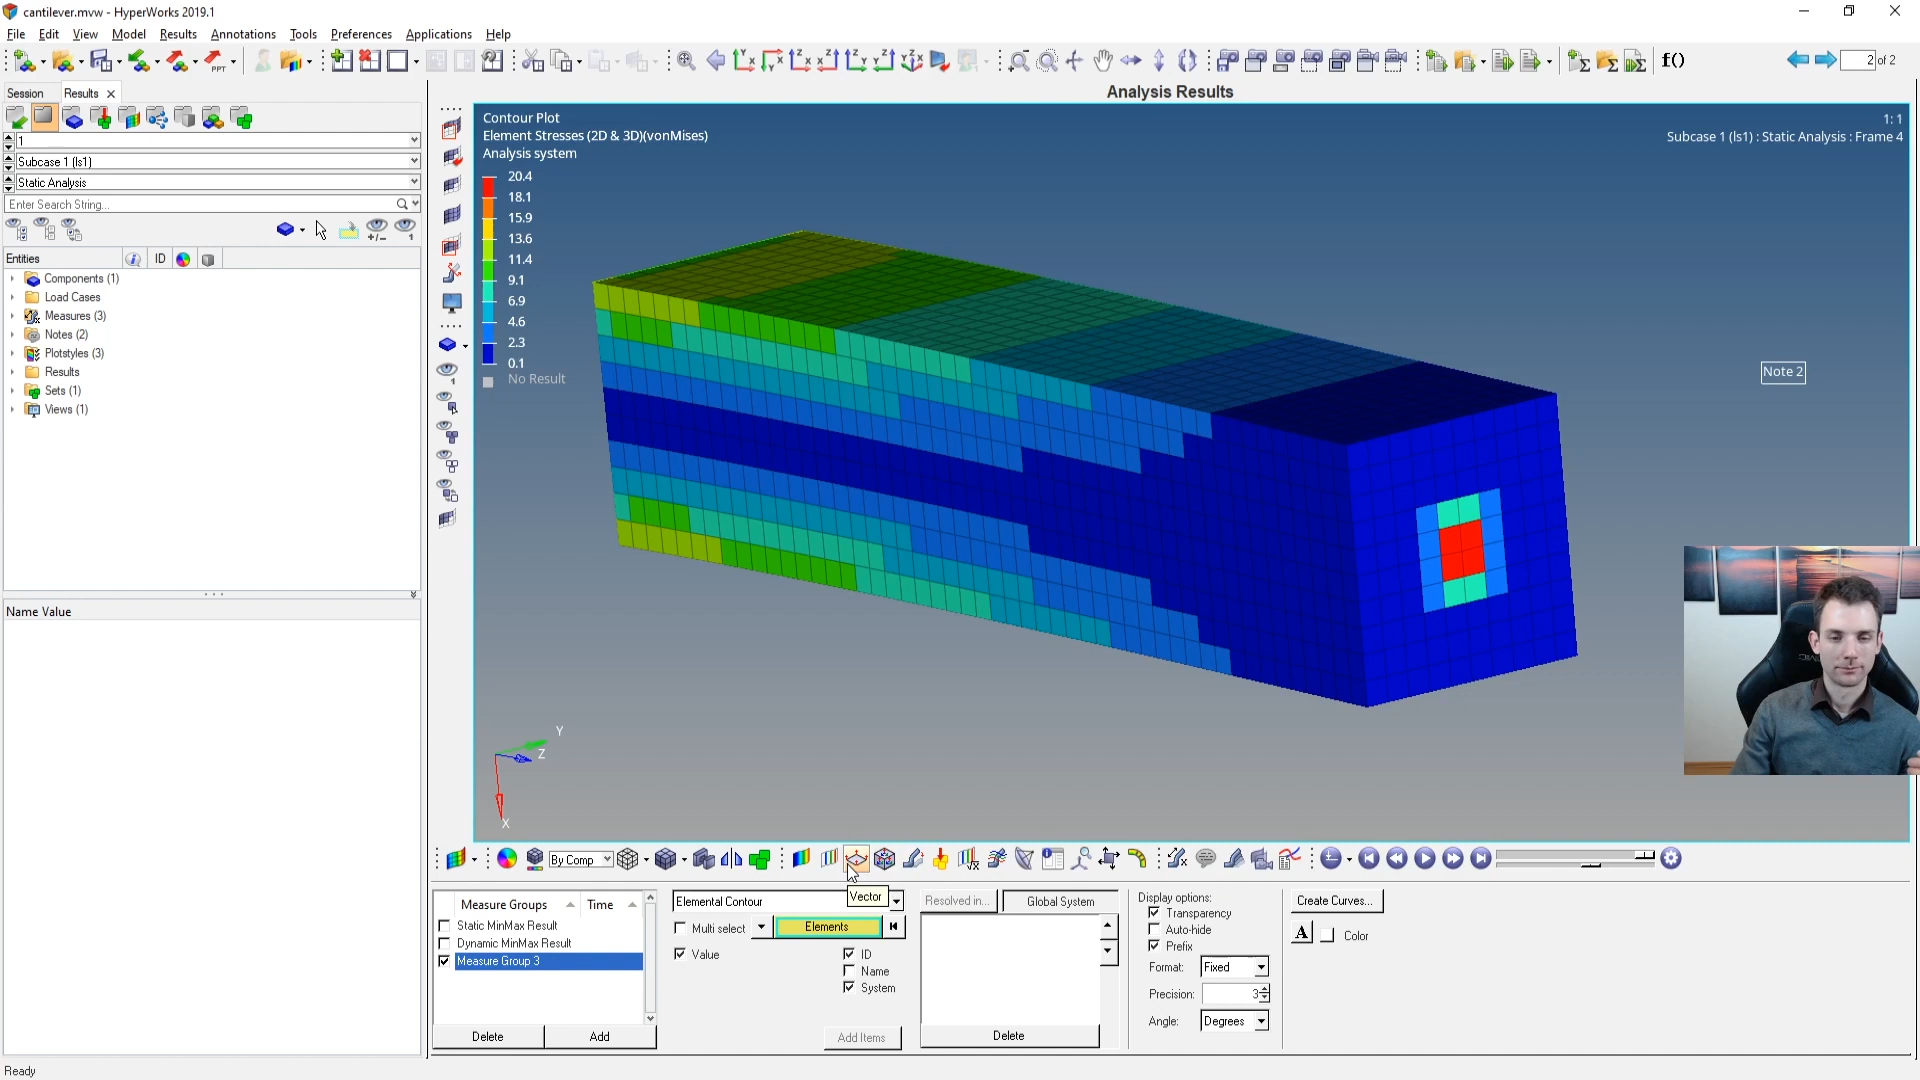 cantilever.mvw - HyperWorks 2019.1
File Edit View Model Results Annotations Tools Preferences Applications Help
PPT
f()
2 of 2
Session Results
Analysis Results
1
Subcase 1 (ls1)
Static Analysis
Enter Search String...
Entities ID
Components (1)
Load Cases
Measures (3)
Notes (2)
Plotstyles (3)
Results
Sets (1)
Views (1)
Name Value
Contour Plot
Element Stresses (2D & 3D)(vonMises)
Analysis system
20.4
18.1
15.9
13.6
11.4
9.1
6.9
4.6
2.3
0.1
No Result
1: 1
Subcase 1 (ls1) : Static Analysis : Frame 4
Note 2
Y
Z
X
By Comp
Vector
Measure Groups Time
Static MinMax Result
Dynamic MinMax Result
Measure Group 3
Delete Add
Elemental Contour
Multi select Elements
Value
ID
Name
System
Add Items
Resolved in... Global System
Delete
Display options:
Transparency
Auto-hide
Prefix
Format: Fixed
Precision: 3
Angle: Degrees
Create Curves...
A Color
Ready